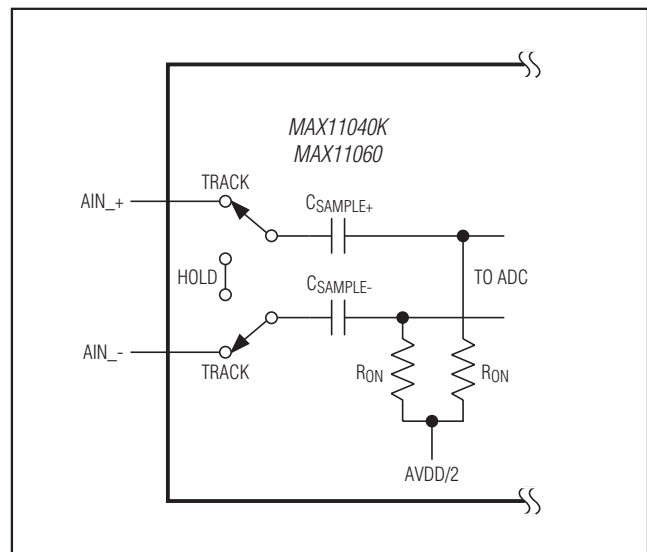 MAX11040K
MAX11060
TRACK
AIN_+
CSAMPLE+
HOLD
TO ADC
CSAMPLE-
AIN_-
TRACK
RON
RON
AVDD/2